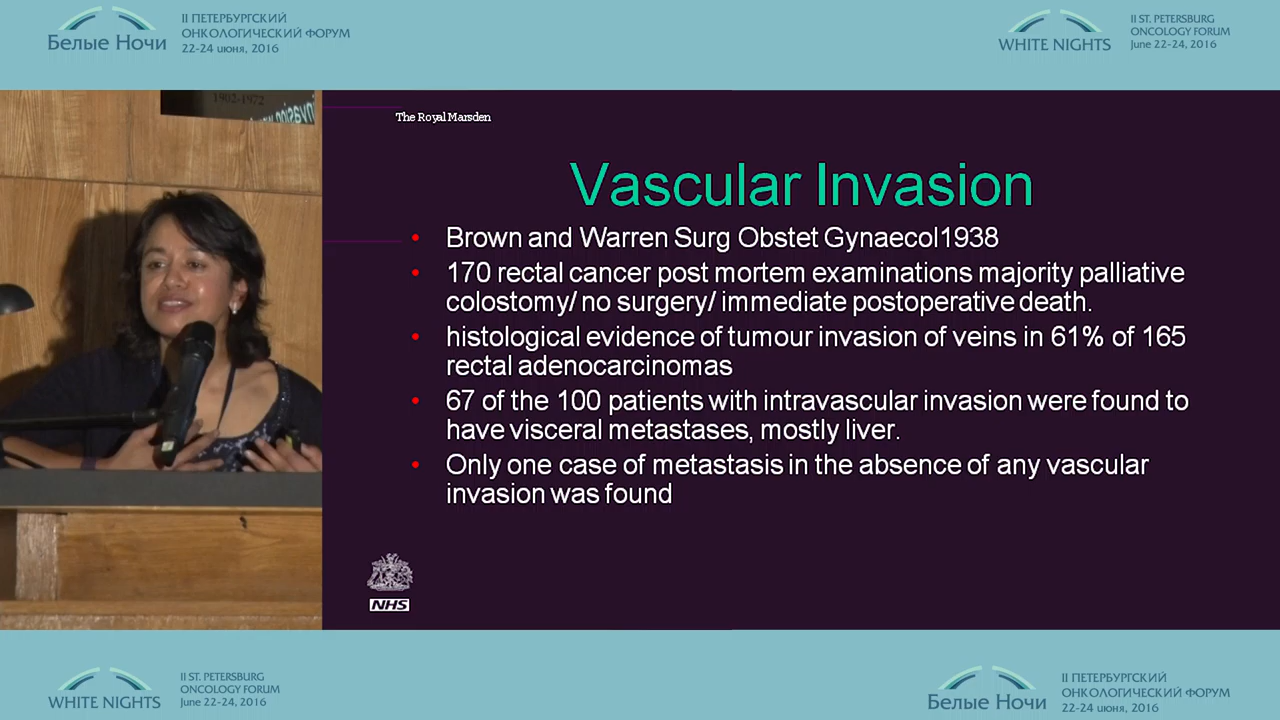 Белые Ночи
II ПЕТЕРБУРГСКИЙ
ОНКОЛОГИЧЕСКИЙ ФОРУМ
22-24 июня, 2016
WHITE NIGHTS
II ST. PETERSBURG
ONCOLOGY FORUM
June 22-24, 2016
1902-1972
The Royal Marsden
Vascular Invasion
• Brown and Warren Surg Obstet Gynaecol1938
• 170 rectal cancer post mortem examinations majority palliative
colostomy/ no surgery/ immediate postoperative death.
• histological evidence of tumour invasion of veins in 61% of 165
rectal adenocarcinomas
• 67 of the 100 patients with intravascular invasion were found to
have visceral metastases, mostly liver.
• Only one case of metastasis in the absence of any vascular
invasion was found
NHS
WHITE NIGHTS
II ST. PETERSBURG
ONCOLOGY FORUM
June 22-24, 2016
Белые Ночи
II ПЕТЕРБУРГСКИЙ
ОНКОЛОГИЧЕСКИЙ ФОРУМ
22-24 июня, 2016